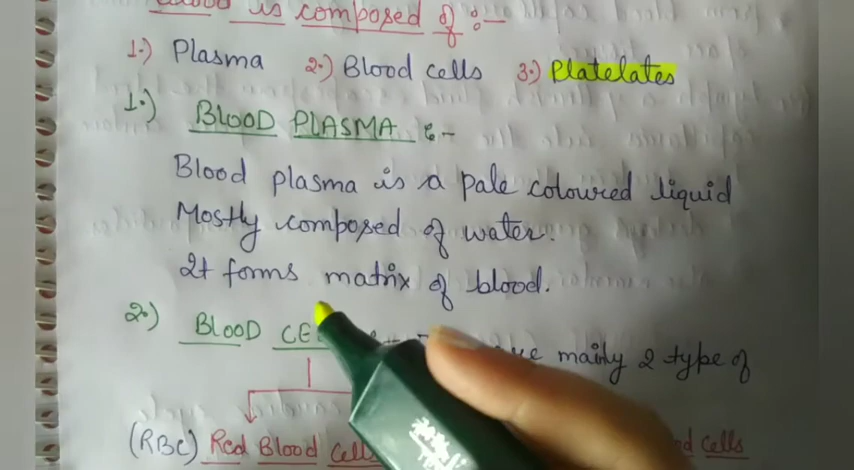 Blood is composed of :-
1.) Plasma 2.) Blood cells 3.) Platelates
1.) BLOOD PLASMA :-
Blood plasma is a pale coloured liquid
Mostly composed of water.
It forms matrix of blood.
2.) BLOOD mainly 2 type of
(RBC) Red Blood Cell cells